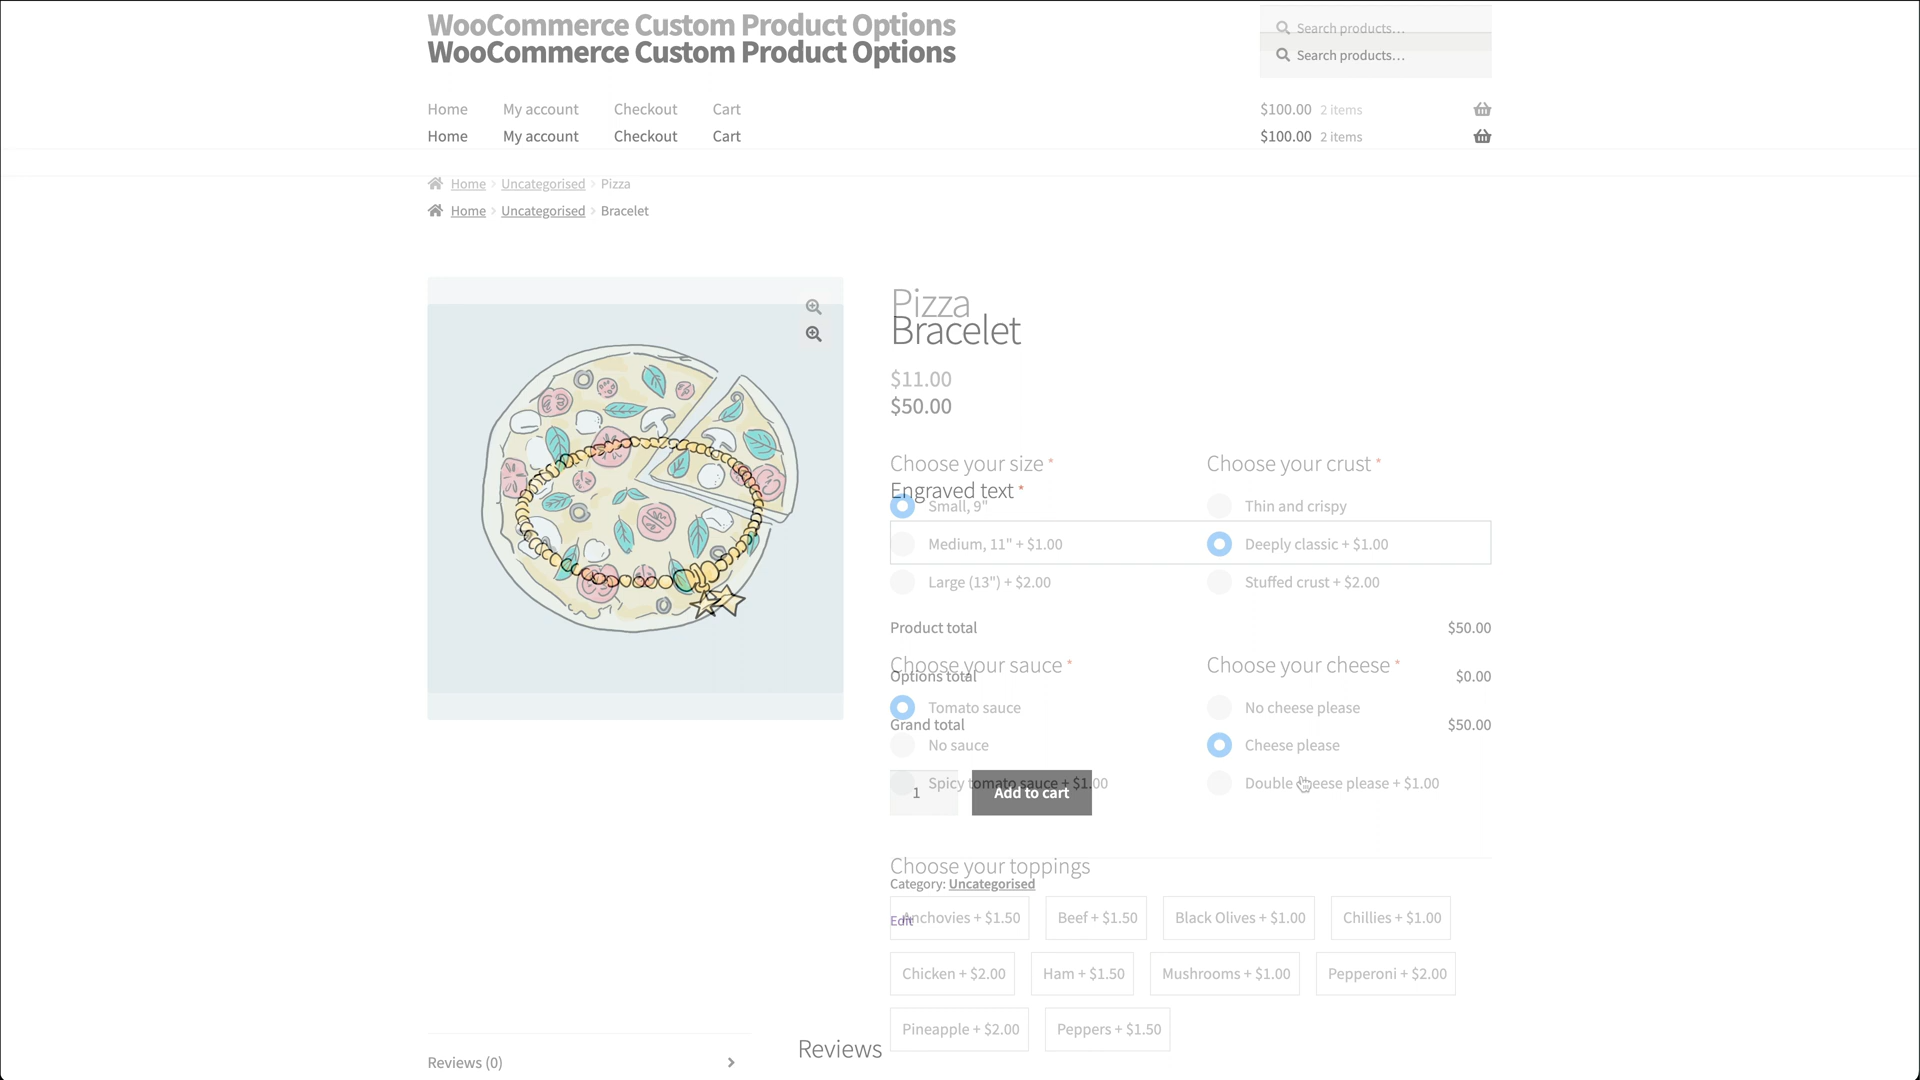 WooCommerce Custom Product Options
WooCommerce Custom Product Options
Search products…
Search products…
Home My account Checkout Cart
$100.00 2 items
Home My account Checkout Cart
$100.00 2 items
Home Uncategorised Pizza
Home Uncategorised Bracelet
Pizza
Bracelet
$11.00
$50.00
Choose your size *
Choose your crust *
Engraved text *
Small, 9"
Thin and crispy
Medium, 11" + $1.00
Deeply classic + $1.00
Large (13") + $2.00
Stuffed crust + $2.00
Product total $50.00
Choose your sauce *
Choose your cheese *
Options total $0.00
Tomato sauce
No cheese please
Grand total $50.00
No sauce
Cheese please
Spicy tomato sauce + $1.00
Double cheese please + $1.00
1
Add to cart
Choose your toppings
Category: Uncategorised
Edit
Anchovies + $1.50
Beef + $1.50
Black Olives + $1.00
Chillies + $1.00
Chicken + $2.00
Ham + $1.50
Mushrooms + $1.00
Pepperoni + $2.00
Pineapple + $2.00
Peppers + $1.50
Reviews
Reviews (0)